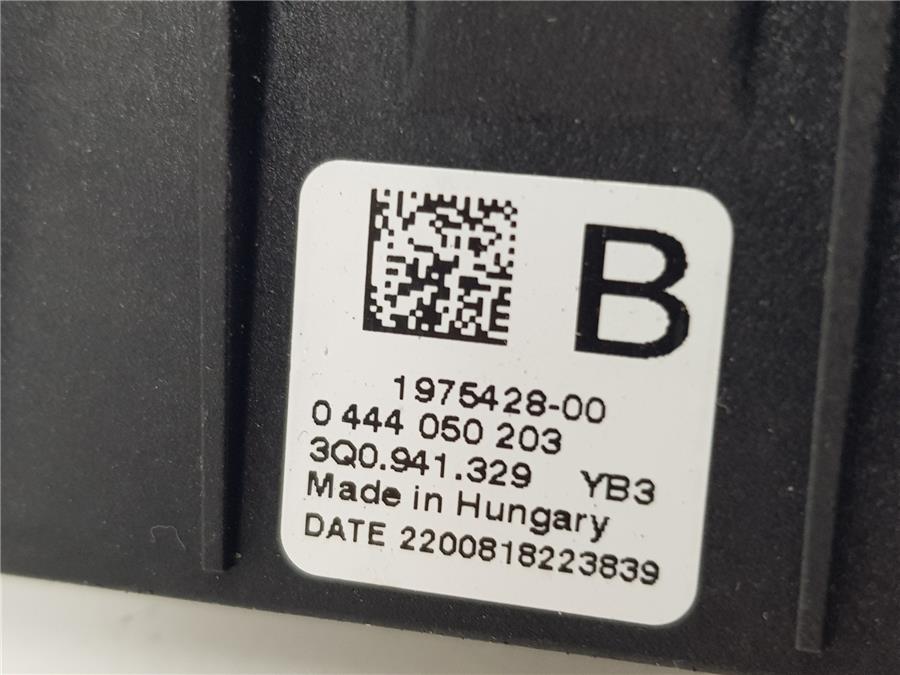 B
1975428-00
0 444 050 203
3Q0.941.329 YB3
Made in Hungary
DATE 2200818223839